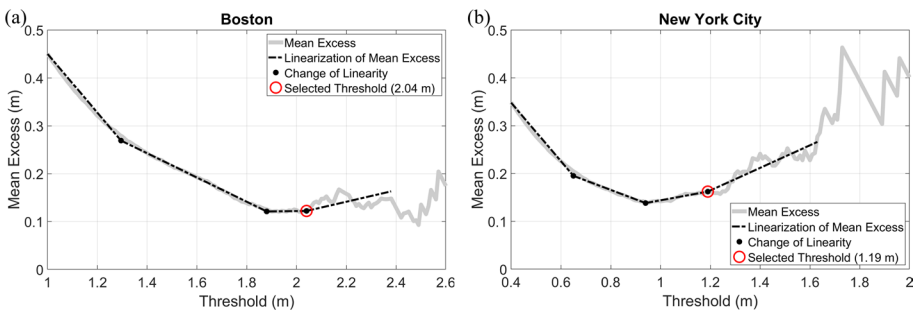 (a)
Boston
Mean Excess (m)
0.5
0.4
0.3
0.2
0.1
0
Mean Excess
Linearization of Mean Excess
Change of Linearity
Selected Threshold (2.04 m)
1
1.2
1.4
1.6
1.8
2
2.2
2.4
2.6
Threshold (m)
(b)
New York City
Mean Excess (m)
0.5
0.4
0.3
0.2
0.1
0
Mean Excess
Linearization of Mean Excess
Change of Linearity
Selected Threshold (1.19 m)
0.4
0.6
0.8
1
1.2
1.4
1.6
1.8
2
Threshold (m)